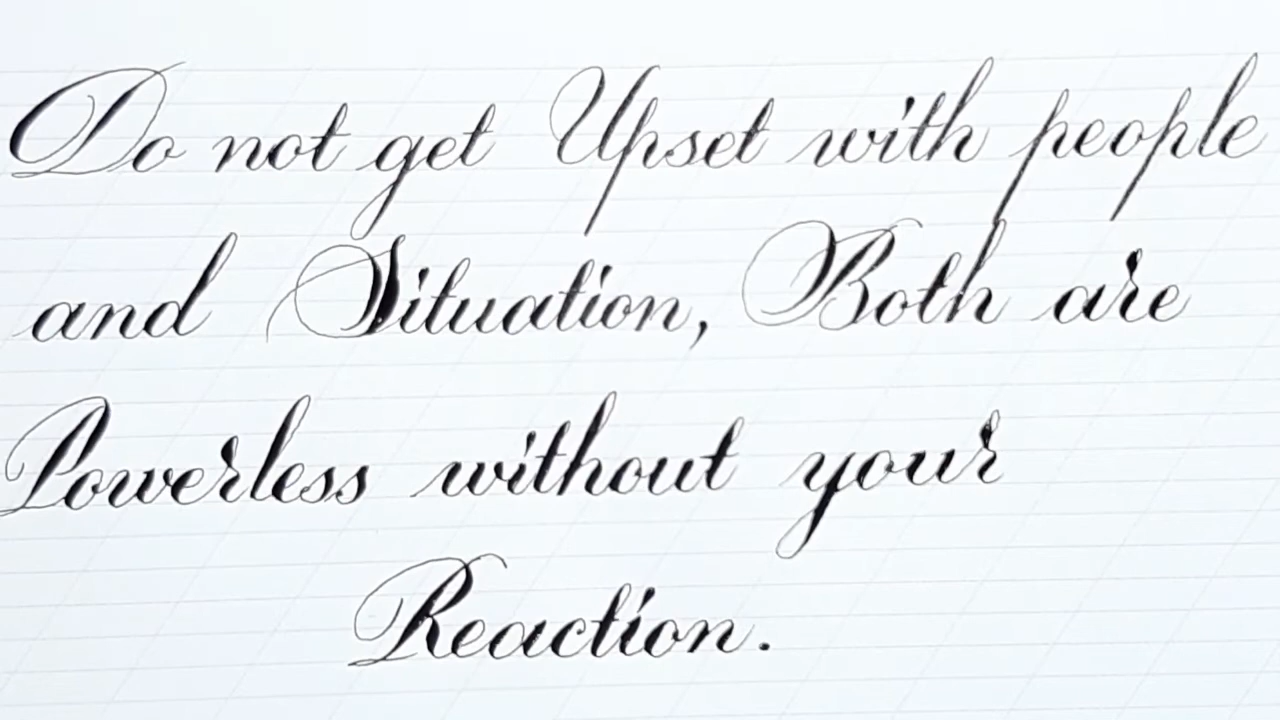 Do not get Upset with people
and Situation, Both are
Powerless without your
Reaction.